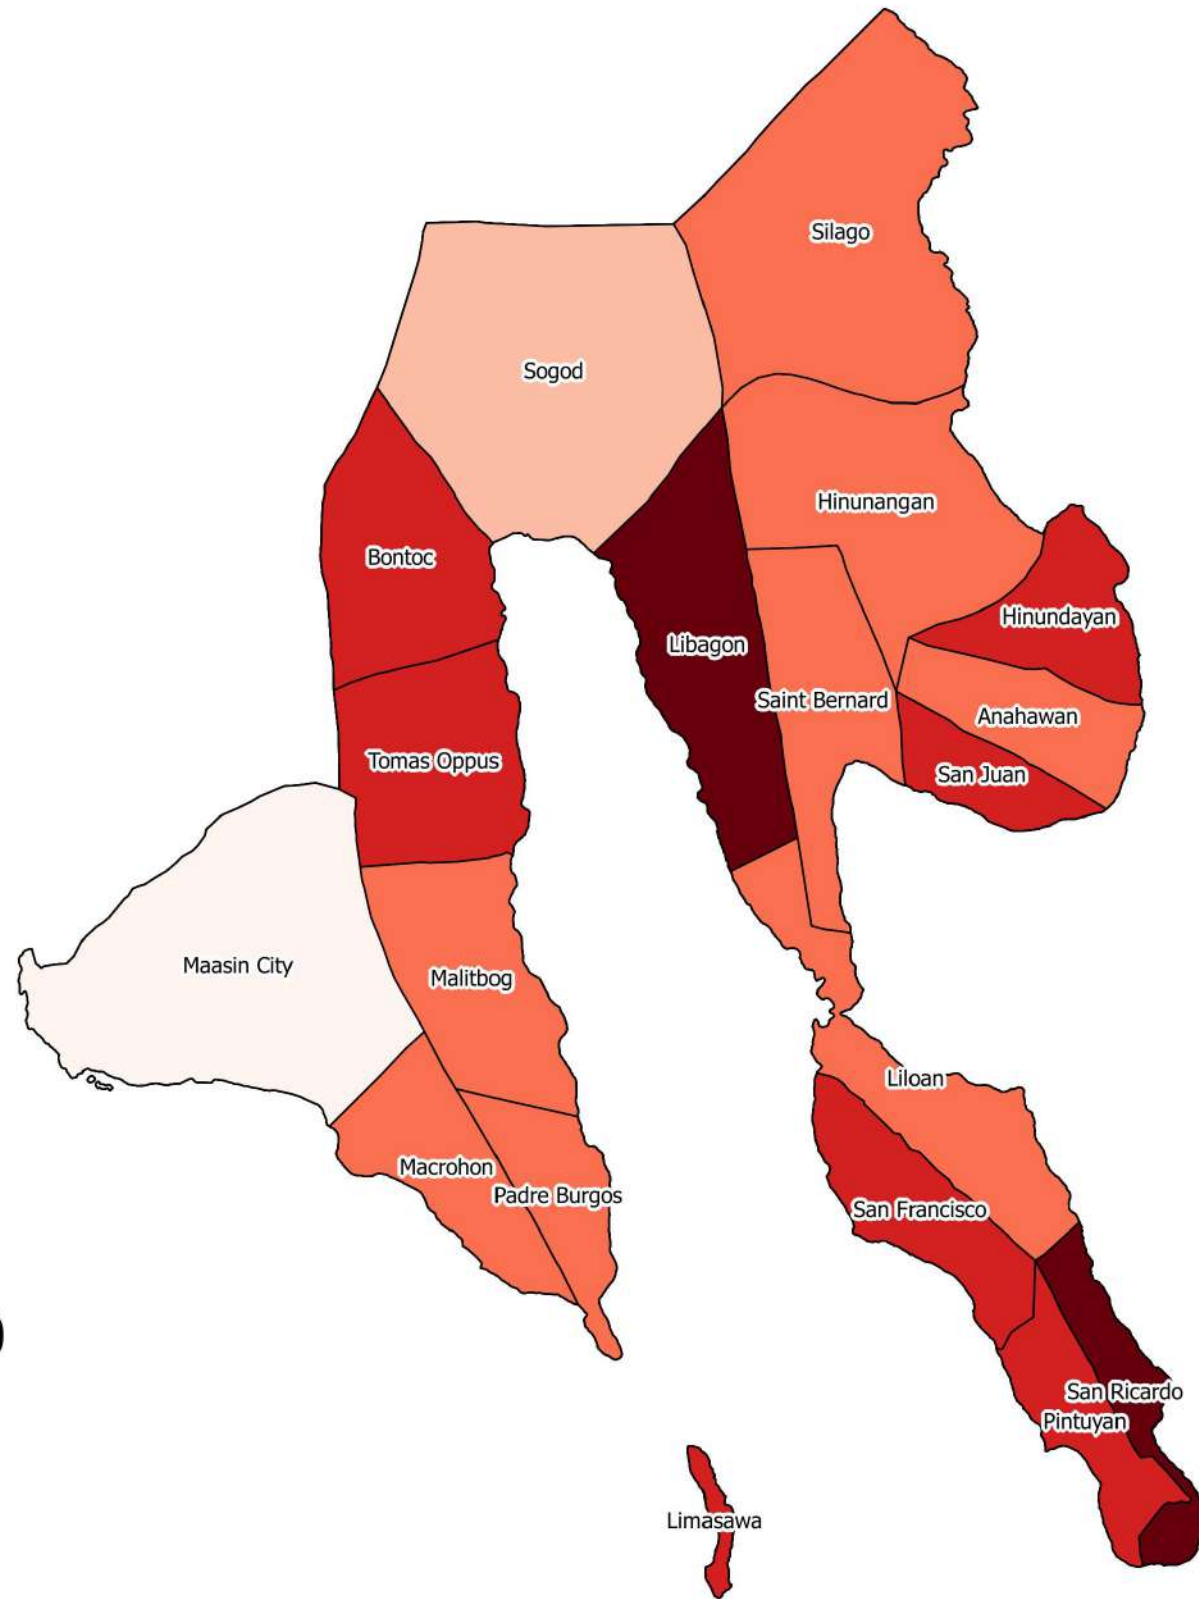 Silago
Sogod
Hinunangan
Bontoc
Hinundayan
Libagon
Saint Bernard
Anahawan
Tomas Oppus
San Juan
Maasin City
Malitbog
Liloan
Macrohon
Padre Burgos
San Francisco
San Ricardo
Pintuyan
Limasawa